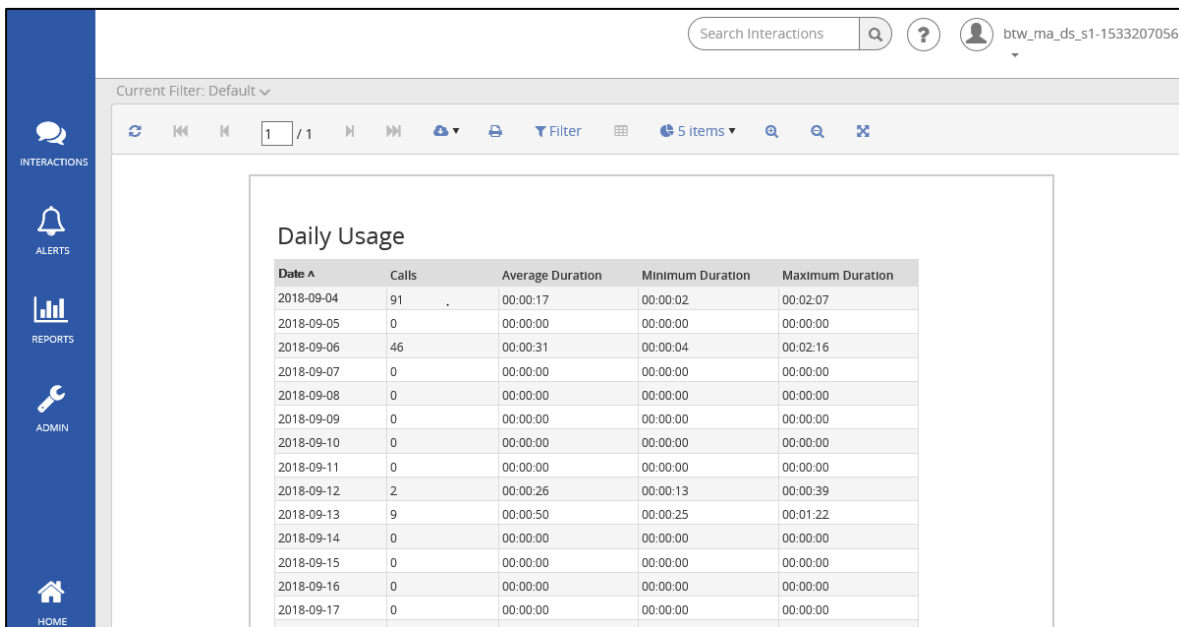 Search Interactions ? btw_ma_ds_s1-1533207056
Current Filter: Default
1 / 1 Filter 5 items
INTERACTIONS
ALERTS
REPORTS
ADMIN
HOME
Daily Usage
Date ^ Calls Average Duration Minimum Duration Maximum Duration
2018-09-04 91 . 00:00:17 00:00:02 00:02:07
2018-09-05 0 00:00:00 00:00:00 00:00:00
2018-09-06 46 00:00:31 00:00:04 00:02:16
2018-09-07 0 00:00:00 00:00:00 00:00:00
2018-09-08 0 00:00:00 00:00:00 00:00:00
2018-09-09 0 00:00:00 00:00:00 00:00:00
2018-09-10 0 00:00:00 00:00:00 00:00:00
2018-09-11 0 00:00:00 00:00:00 00:00:00
2018-09-12 2 00:00:26 00:00:13 00:00:39
2018-09-13 9 00:00:50 00:00:25 00:01:22
2018-09-14 0 00:00:00 00:00:00 00:00:00
2018-09-15 0 00:00:00 00:00:00 00:00:00
2018-09-16 0 00:00:00 00:00:00 00:00:00
2018-09-17 0 00:00:00 00:00:00 00:00:00